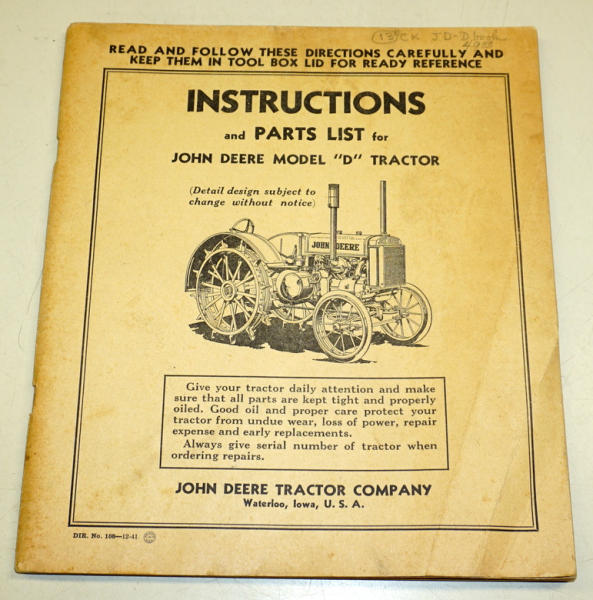 (13) CK JD-D book
READ AND FOLLOW THESE DIRECTIONS CAREFULLY AND
KEEP THEM IN TOOL BOX LID FOR READY REFERENCE
INSTRUCTIONS
and PARTS LIST for
JOHN DEERE MODEL "D" TRACTOR
(Detail design subject to
change without notice)
JOHN DEERE
Give your tractor daily attention and make
sure that all parts are kept tight and properly
oiled. Good oil and proper care protect your
tractor from undue wear, loss of power, repair
expense and early replacements.
Always give serial number of tractor when
ordering repairs.
JOHN DEERE TRACTOR COMPANY
Waterloo, Iowa, U. S. A.
DIR. No. 108—12-41